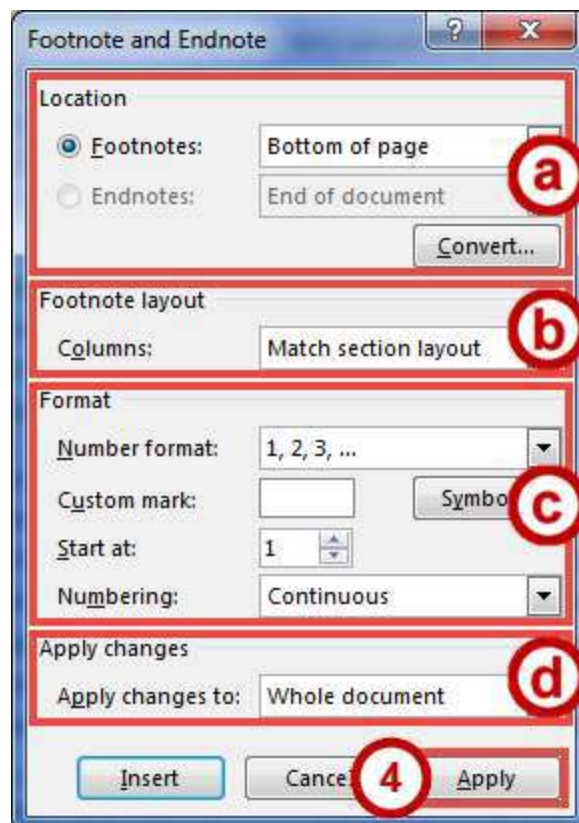 Footnote and Endnote ?
Location
Footnotes: Bottom of page
a
Endnotes: End of document
Convert...
Footnote layout
b
Columns: Match section layout
Format
Number format: 1, 2, 3, ...
Custom mark: Symbo
c
Start at: 1
Numbering: Continuous
Apply changes
d
Apply changes to: Whole document
Insert Cancel 4 Apply